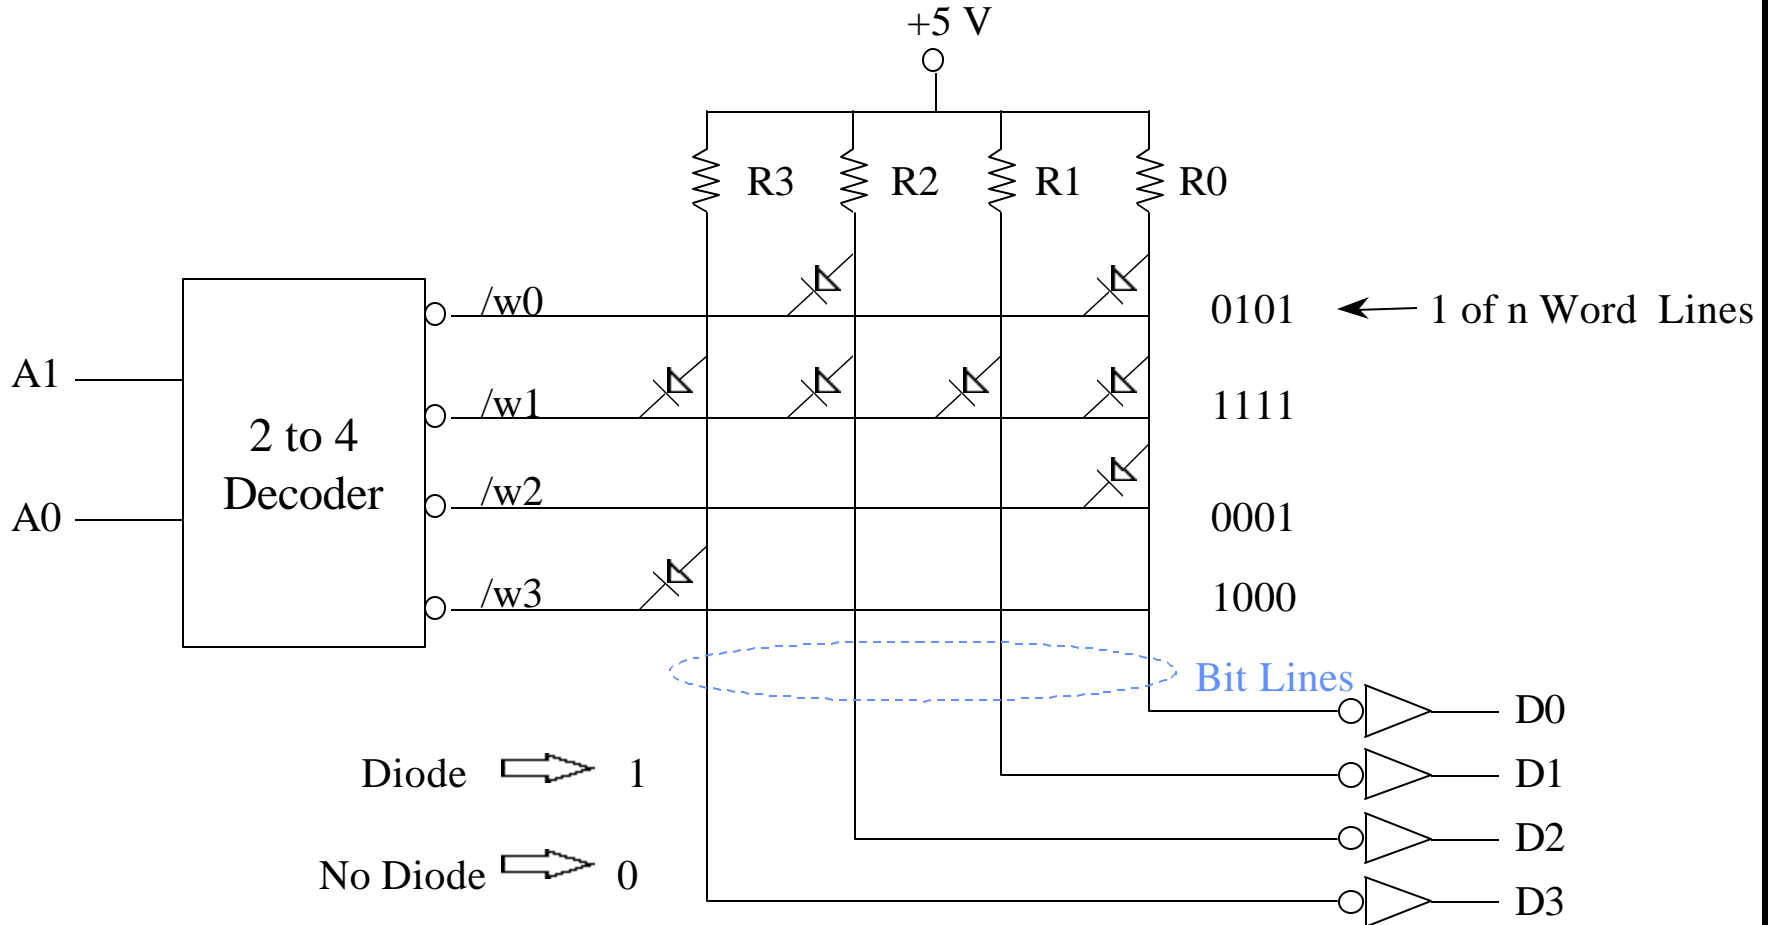 +5 V
R3 R2 R1 R0
/w0 0101 1 of n Word Lines
A1
/w1 1111
2 to 4
Decoder
/w2
A0 0001
/w3 1000
Bit Lines
D0
Diode 1 D1
D2
No Diode 0
D3